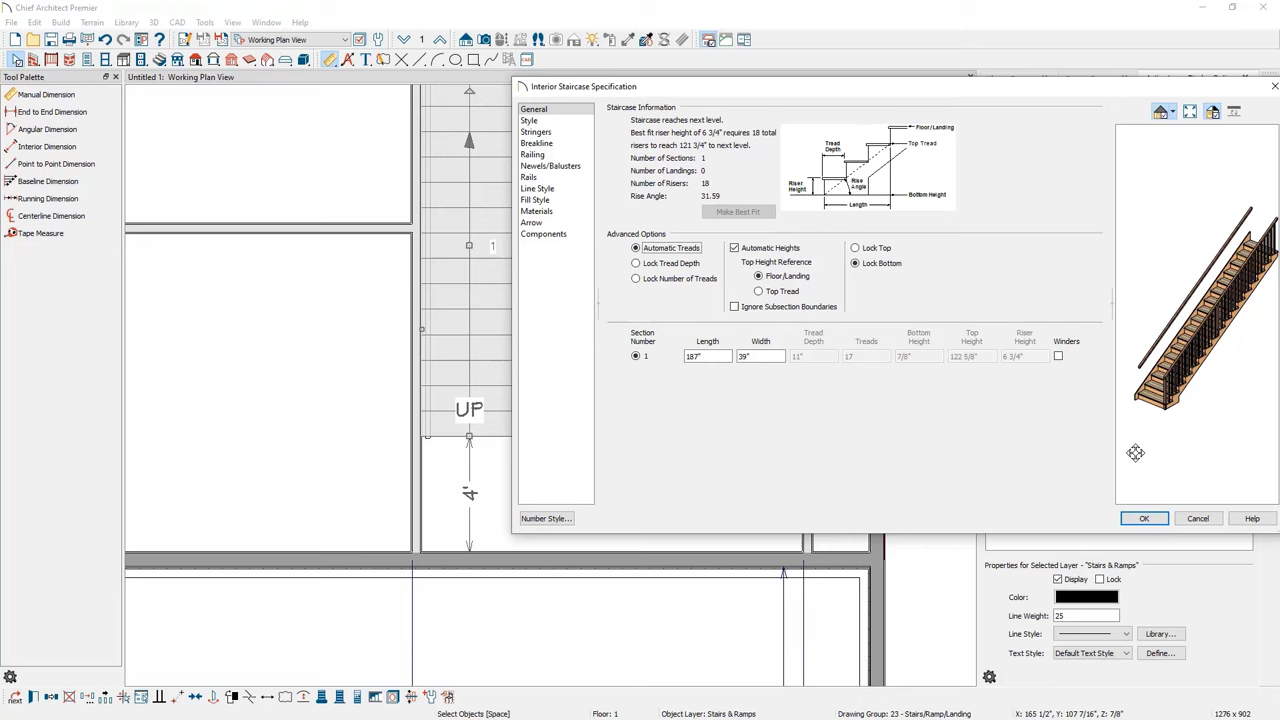 Chief Architect Premier
File Edit Build Terrain Library 3D CAD Tools View Window Help
Working Plan View
1
Tool Palette
Untitled 1: Working Plan View
Manual Dimension
End to End Dimension
Angular Dimension
Interior Dimension
Point to Point Dimension
Baseline Dimension
Running Dimension
Centerline Dimension
Tape Measure
1
UP
4'
Interior Staircase Specification
General
Style
Stringers
Breakline
Railing
Newels/Balusters
Rails
Line Style
Fill Style
Materials
Arrow
Components
Number Style...
Staircase Information
Staircase reaches next level.
Best fit riser height of 6 3/4" requires 18 total
risers to reach 121 3/4" to next level.
Number of Sections: 1
Number of Landings: 0
Number of Risers: 18
Rise Angle: 31.59
Make Best Fit
Floor/Landing
Tread
Depth
Top Tread
Riser
Height
Rise
Angle
Bottom Height
Length
Advanced Options
Automatic Treads
Lock Tread Depth
Lock Number of Treads
Automatic Heights
Top Height Reference
Floor/Landing
Top Tread
Ignore Subsection Boundaries
Lock Top
Lock Bottom
Section Number Length Width Tread Depth Treads Bottom Height Top Height Riser Height Winders
1 187" 39" 11" 17 7/8" 122 5/8" 6 3/4"
OK Cancel Help
Properties for Selected Layer - "Stairs & Ramps"
Display Lock
Color:
Line Weight: 25
Line Style: Library...
Text Style: Default Text Style Define...
next
Select Objects [Space] Floor: 1 Object Layer: Stairs & Ramps Drawing Group: 23 - Stairs/Ramp/Landing X: 165 1/2", Y: 107 7/16", Z: 7/8" 1276 x 902